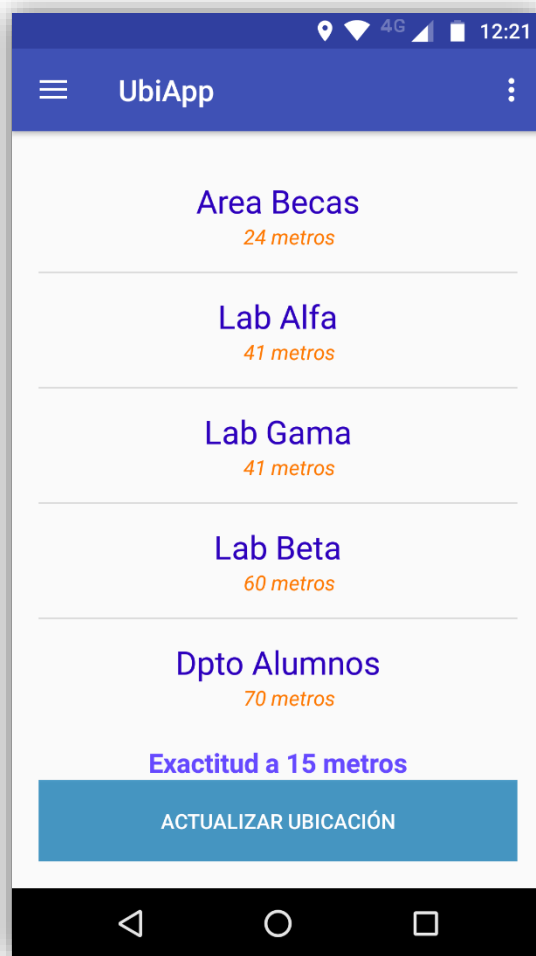 4G 12:21
UbiApp
Area Becas
24 metros
Lab Alfa
41 metros
Lab Gama
41 metros
Lab Beta
60 metros
Dpto Alumnos
70 metros
Exactitud a 15 metros
ACTUALIZAR UBICACIÓN